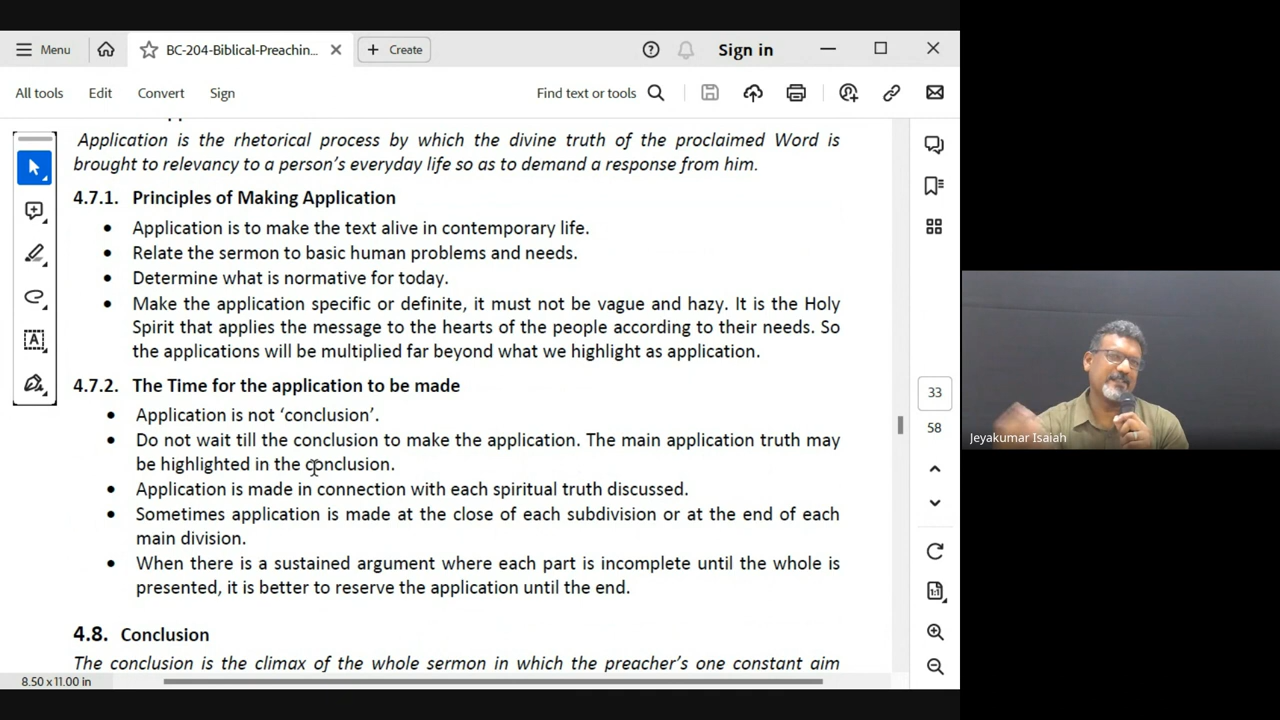 Menu
BC-204-Biblical-Preachin...
Create
Sign in
All tools
Edit
Convert
Sign
Find text or tools
Application is the rhetorical process by which the divine truth of the proclaimed Word is
brought to relevancy to a person's everyday life so as to demand a response from him.
4.7.1. Principles of Making Application
• Application is to make the text alive in contemporary life.
• Relate the sermon to basic human problems and needs.
• Determine what is normative for today.
• Make the application specific or definite, it must not be vague and hazy. It is the Holy
Spirit that applies the message to the hearts of the people according to their needs. So
the applications will be multiplied far beyond what we highlight as application.
4.7.2. The Time for the application to be made
• Application is not 'conclusion'.
• Do not wait till the conclusion to make the application. The main application truth may
be highlighted in the conclusion.
• Application is made in connection with each spiritual truth discussed.
• Sometimes application is made at the close of each subdivision or at the end of each
main division.
• When there is a sustained argument where each part is incomplete until the whole is
presented, it is better to reserve the application until the end.
4.8. Conclusion
The conclusion is the climax of the whole sermon in which the preacher's one constant aim
8.50 x 11.00 in
33
58
Jeyakumar Isaiah